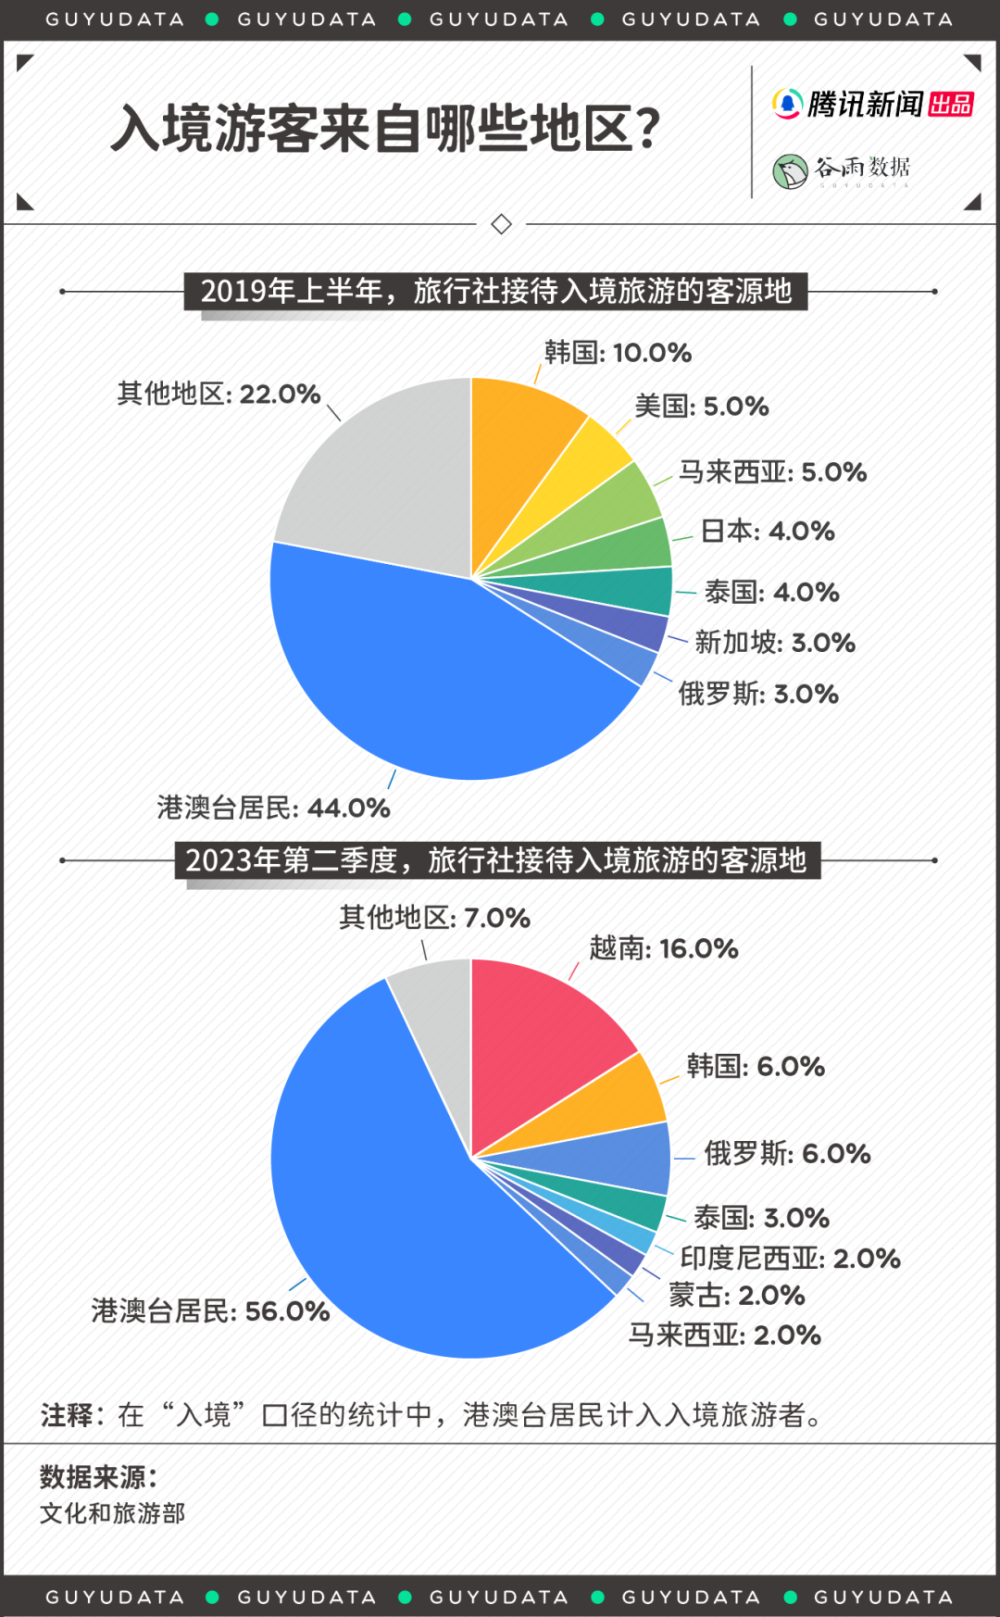 GUYUDATA GUYUDATA GUYUDATA GUYUDATA GUYUDATA
入境游客来自哪些地区？
腾讯新闻 出品
谷雨数据
GUYUDATA
2019年上半年，旅行社接待入境旅游的客源地
韩国: 10.0%
其他地区: 22.0%
美国: 5.0%
马来西亚: 5.0%
日本: 4.0%
泰国: 4.0%
新加坡: 3.0%
俄罗斯: 3.0%
港澳台居民: 44.0%
2023年第二季度，旅行社接待入境旅游的客源地
其他地区: 7.0%
越南: 16.0%
韩国: 6.0%
俄罗斯: 6.0%
泰国: 3.0%
印度尼西亚: 2.0%
蒙古: 2.0%
港澳台居民: 56.0%
马来西亚: 2.0%
注释：在“入境”口径的统计中，港澳台居民计入入境旅游者。
数据来源：
文化和旅游部
GUYUDATA GUYUDATA GUYUDATA GUYUDATA GUYUDATA